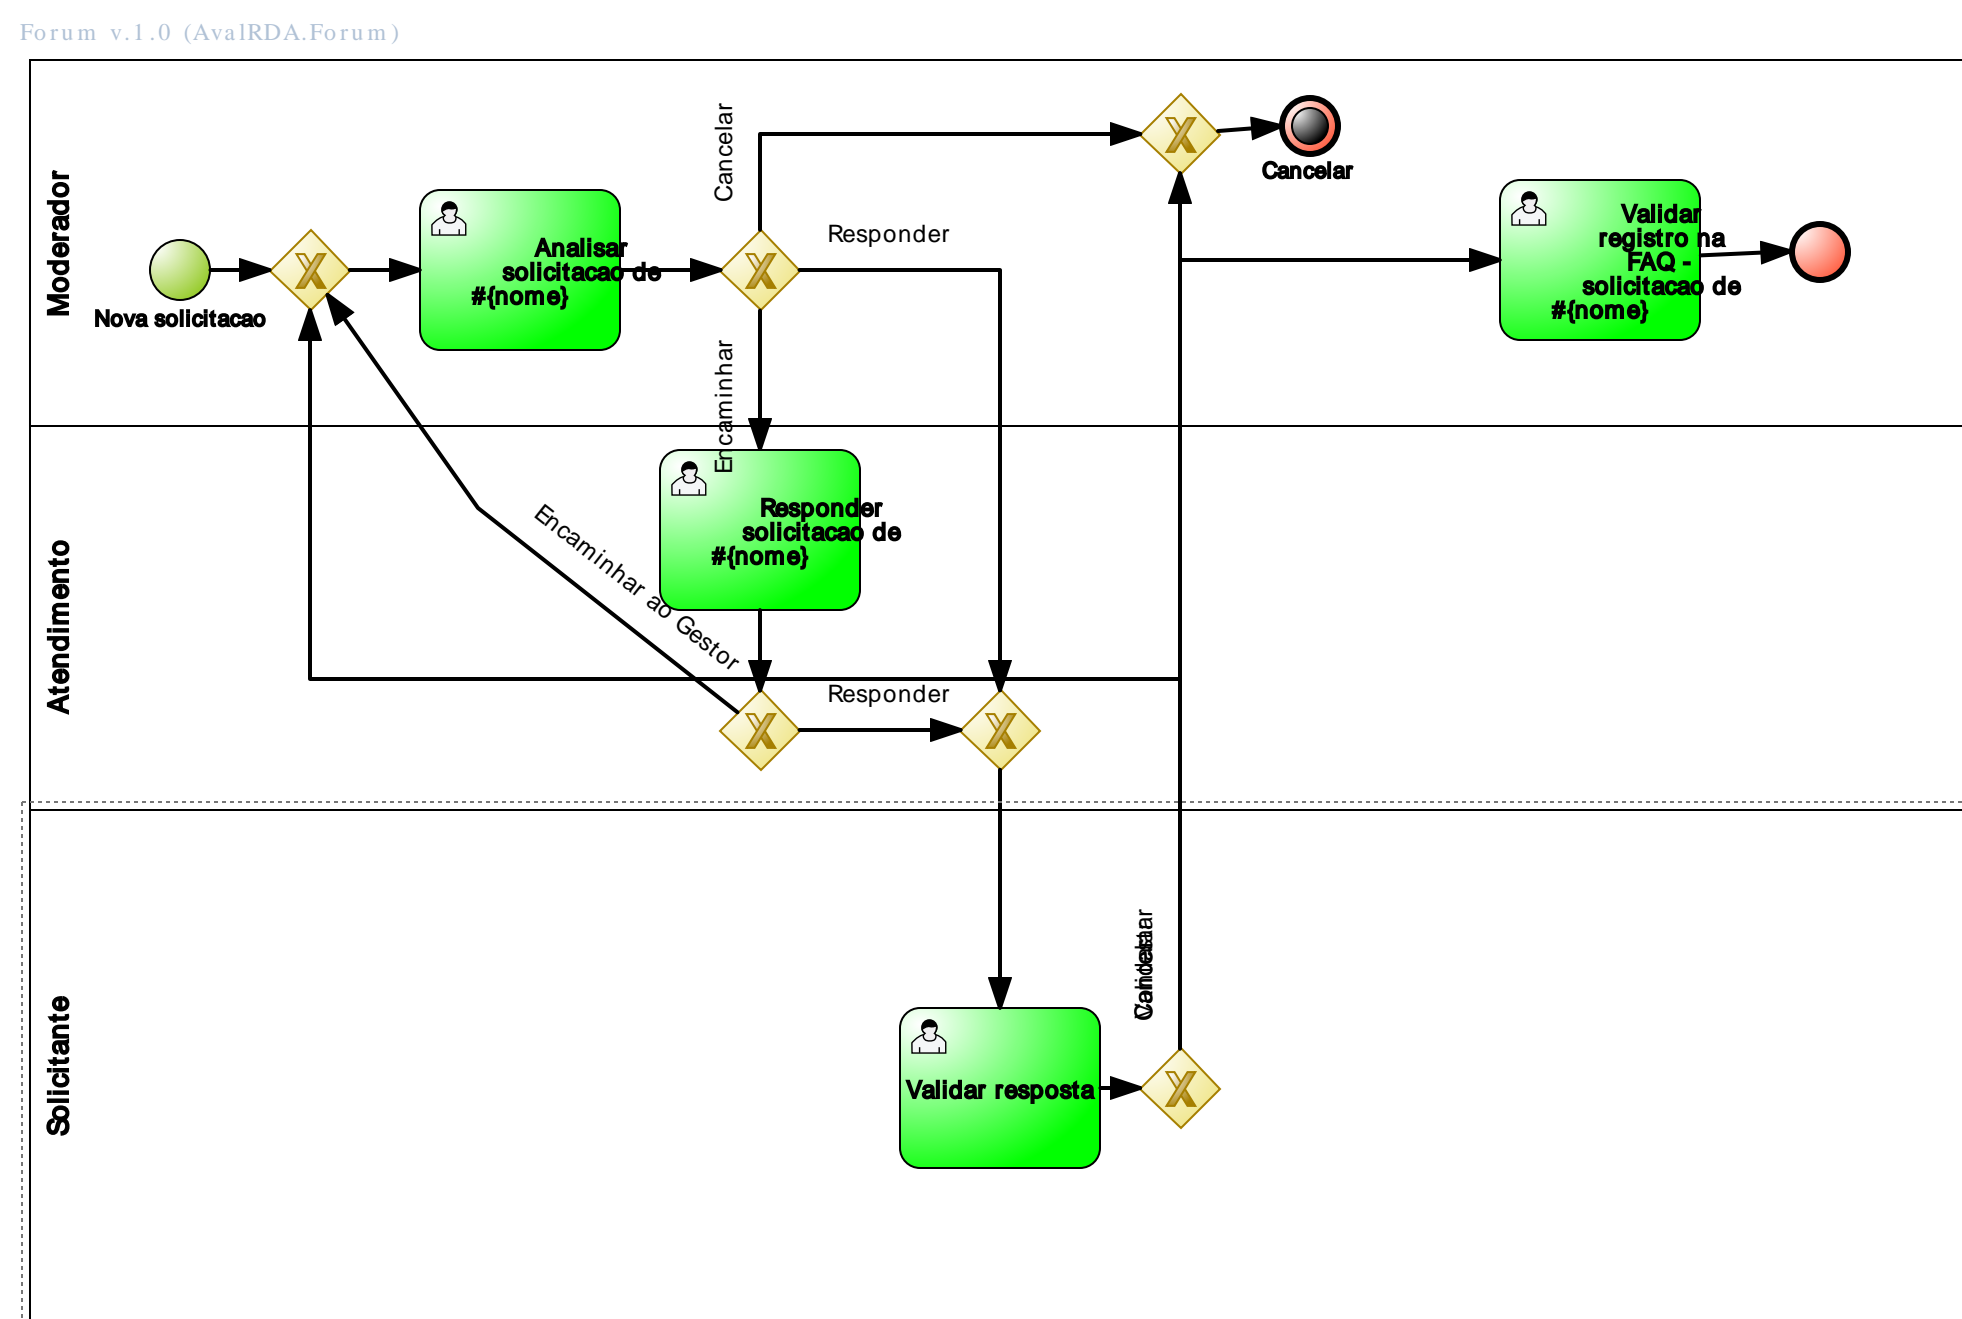 Forum v.1.0 (AvalRDA.Forum)
Moderador
Nova solicitacao
Analisar
solicitacao de
#{nome}
Cancelar
Responder
Encaminhar
Cancelar
Validar
registro na
FAQ -
solicitacao de
#{nome}
Atendimento
Responder
solicitacao de
#{nome}
Encaminhar ao Gestor
Responder
Solicitante
Validar resposta